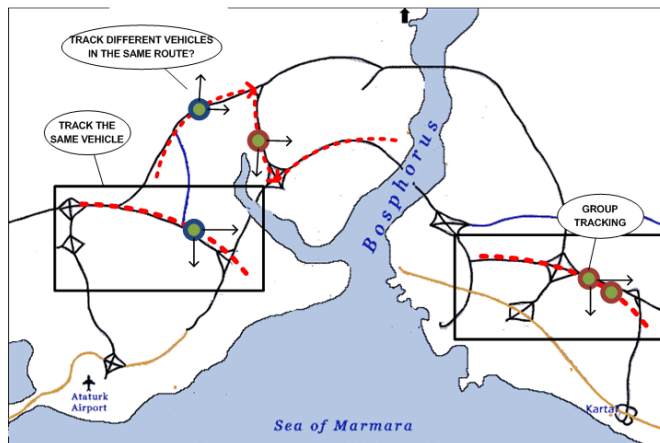 TRACK DIFFERENT VEHICLES
IN THE SAME ROUTE?
TRACK THE
SAME VEHICLE
Bosphorus
GROUP
TRACKING
Ataturk
Airport
Kartal
Sea of Marmara